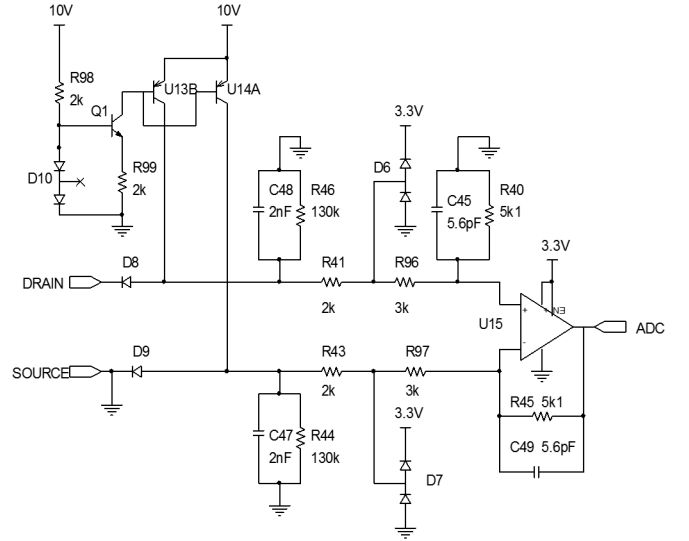 10V
10V
R98
2k
U13B
U14A
Q1
3.3V
R99
2k
D10
D6
C48
2nF
R46
130k
C45
5.6pF
R40
5k1
3.3V
D8
R41
R96
DRAIN
2k
3k
+
+
EN
U15
ADC
-
D9
R43
R97
SOURCE
2k
3k
3.3V
R45 5k1
C47
2nF
R44
130k
C49 5.6pF
D7